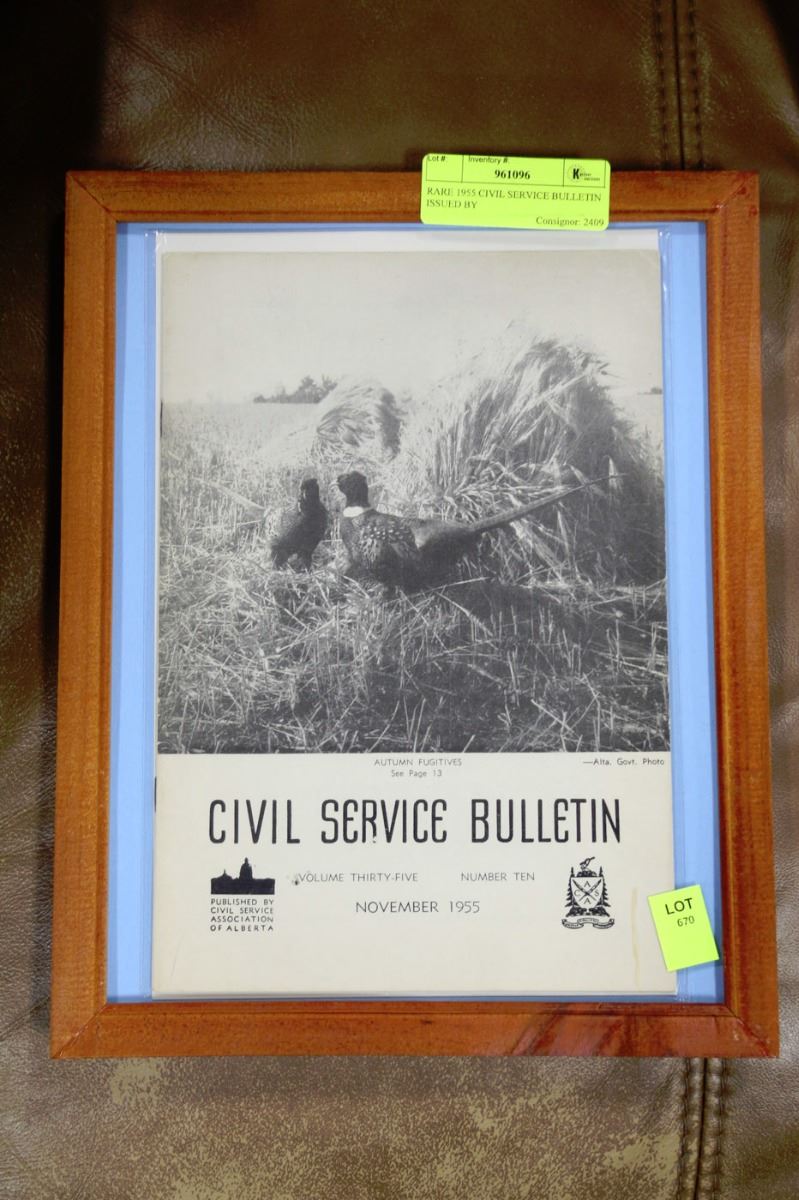 Lot #: Inventory #:
961096
RARE 1955 CIVIL SERVICE BULLETIN
ISSUED BY
Consignor: 2409
AUTUMN FUGITIVES
See Page 13
—Alta. Govt. Photo
CIVIL SERVICE BULLETIN
VOLUME THIRTY-FIVE NUMBER TEN
NOVEMBER 1955
PUBLISHED BY
CIVIL SERVICE
ASSOCIATION
OF ALBERTA
LOT
670